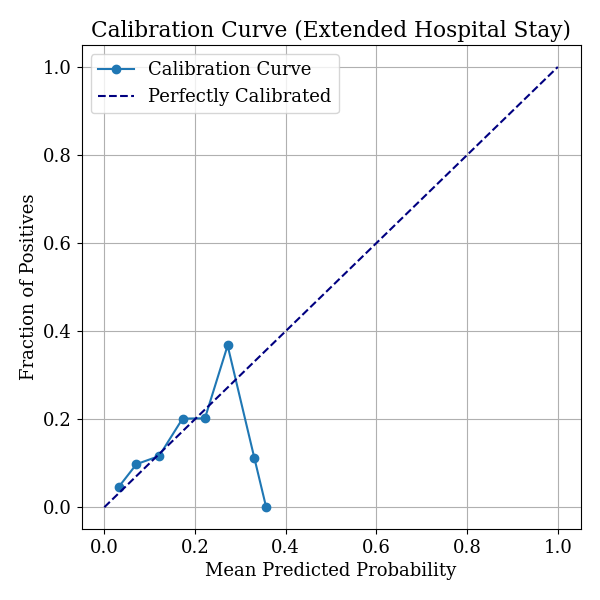 Calibration Curve (Extended Hospital Stay)
Calibration Curve
Perfectly Calibrated
Fraction of Positives
1.0
0.8
0.6
0.4
0.2
0.0
0.0 0.2 0.4 0.6 0.8 1.0
Mean Predicted Probability